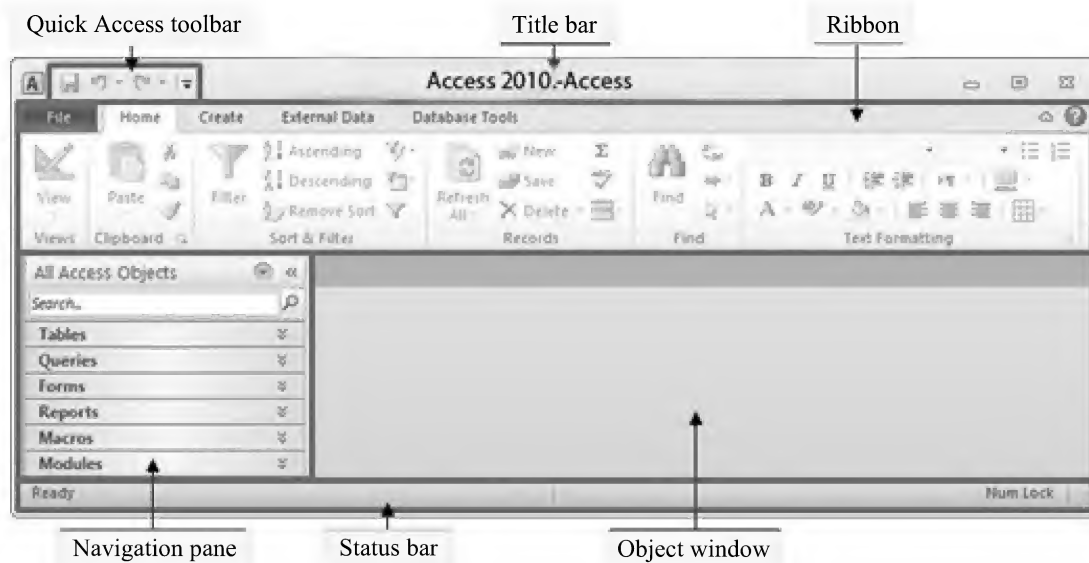 Quick Access toolbar Title bar Ribbon
A Access 2010.-Access
File Home Create External Data Database Tools
Ascending New Σ
View Paste Filter Descending Refresh All Save Find B I U
Remove Sort Delete A
Views Clipboard Sort & Filter Records Find Text Formatting
All Access Objects
Search...
Tables
Queries
Forms
Reports
Macros
Modules
Ready Num Lock
Navigation pane Status bar Object window